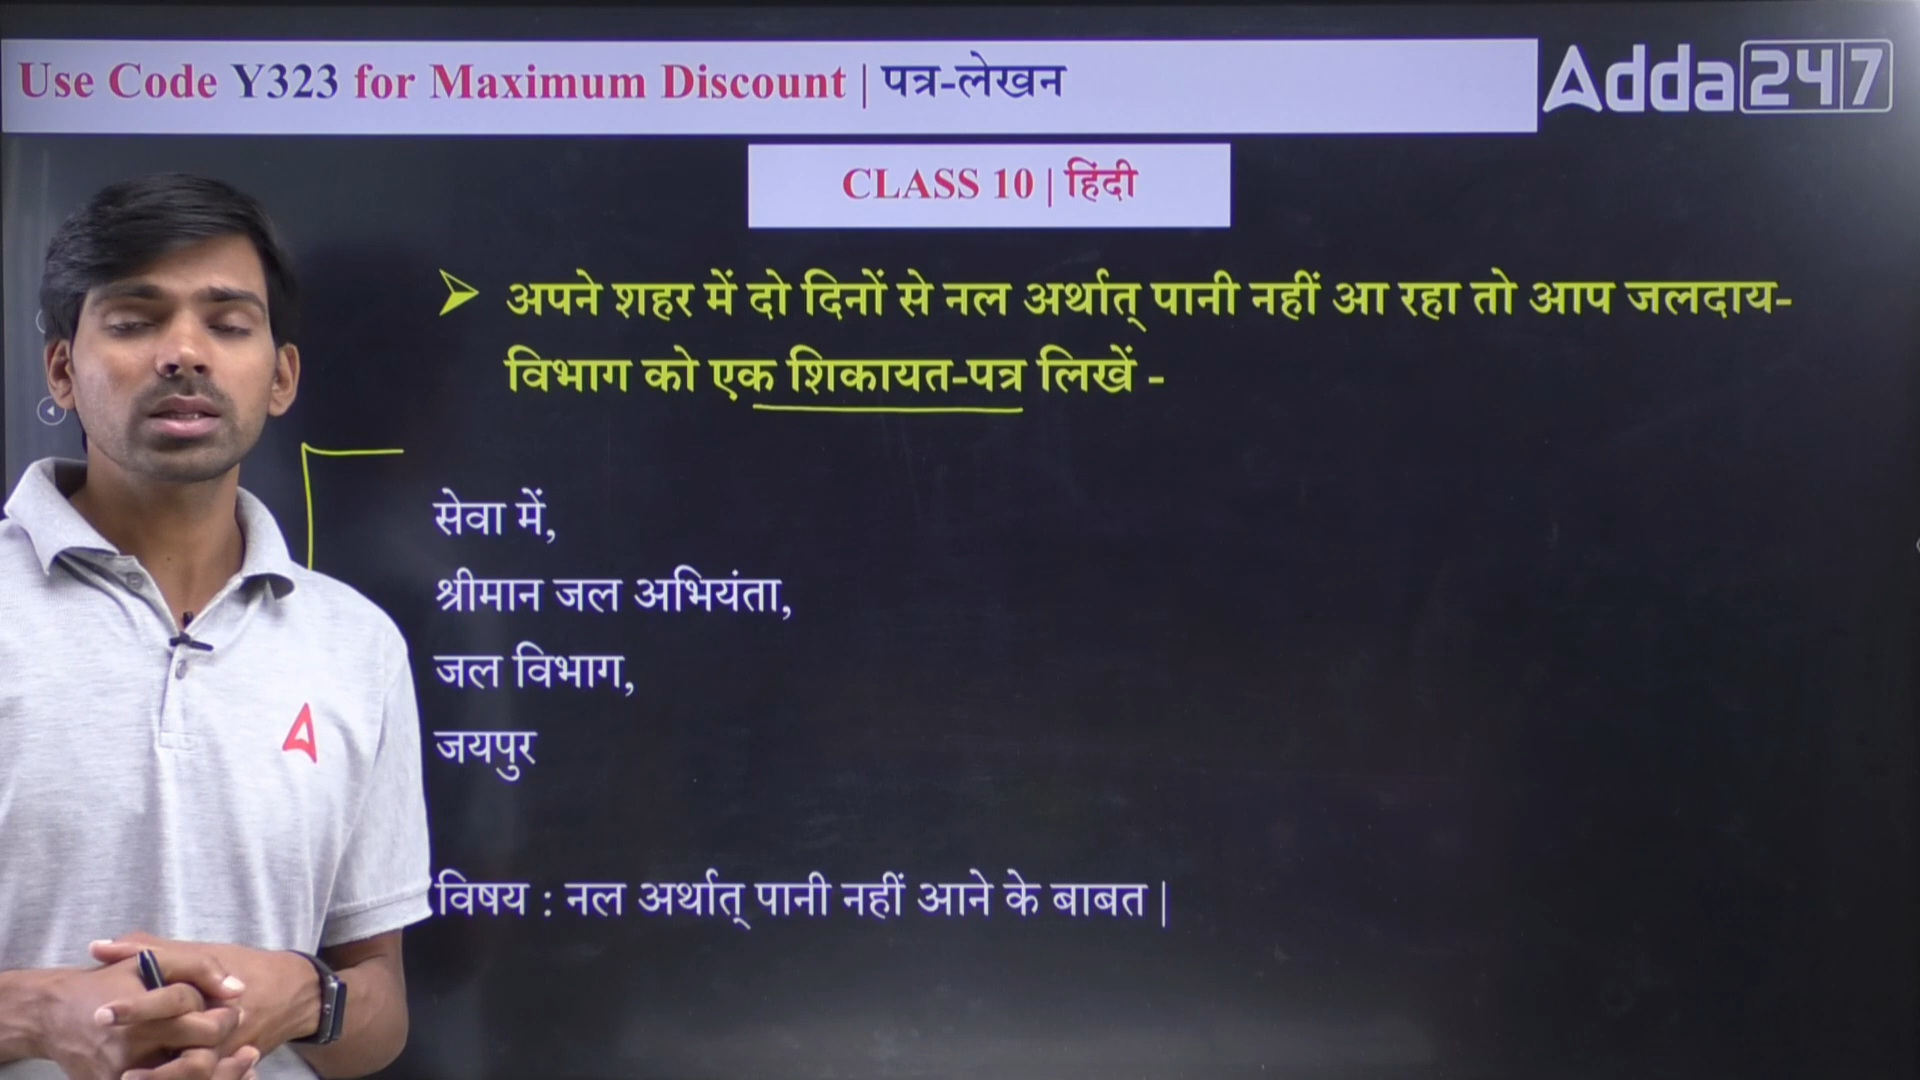 Use Code Y323 for Maximum Discount | पत्र-लेखन
Adda247
CLASS 10 | हिंदी
अपने शहर में दो दिनों से नल अर्थात् पानी नहीं आ रहा तो आप जलदाय-
विभाग को एक शिकायत-पत्र लिखें -
सेवा में,
श्रीमान जल अभियंता,
जल विभाग,
जयपुर
विषय : नल अर्थात् पानी नहीं आने के बाबत |